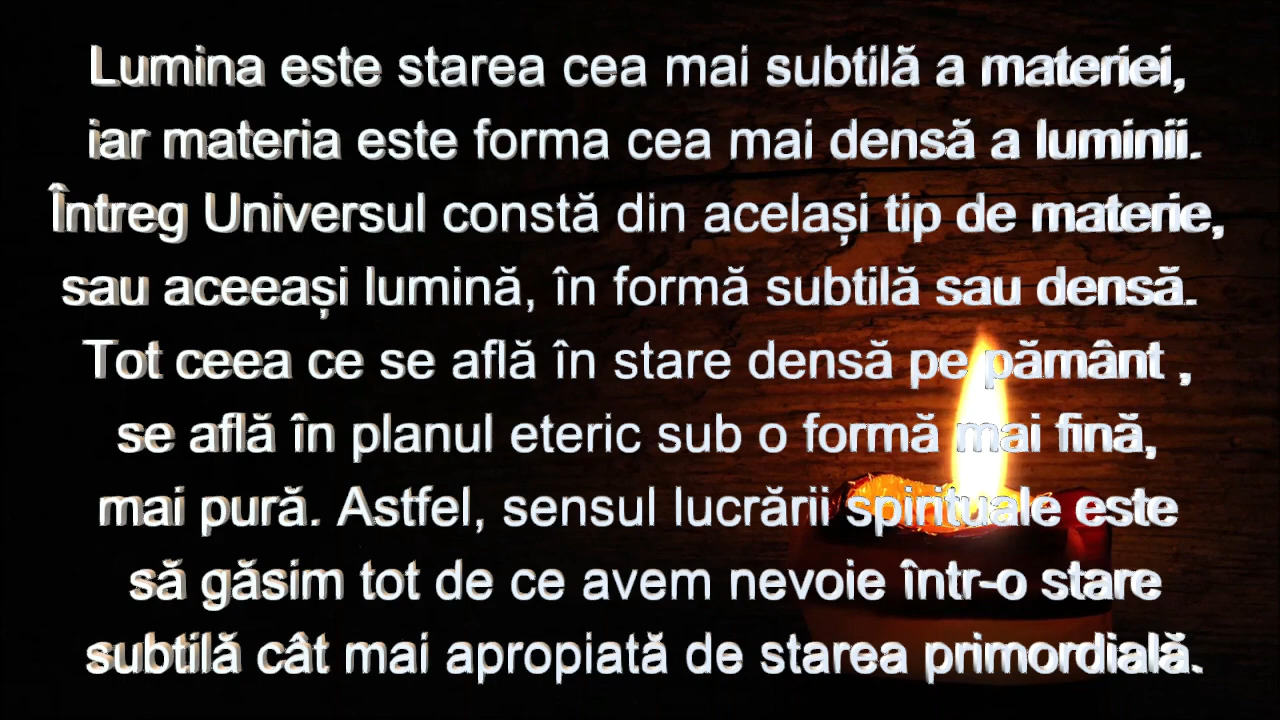 Lumina este starea cea mai subtilă a materiei,
iar materia este forma cea mai densă a luminii.
Întreg Universul constă din același tip de materie,
sau aceeași lumină, în formă subtilă sau densă.
Tot ceea ce se află în stare densă pe pământ ,
se află în planul eteric sub o formă mai fină,
mai pură. Astfel, sensul lucrării spirituale este
să găsim tot de ce avem nevoie într-o stare
subtilă cât mai apropiată de starea primordială.